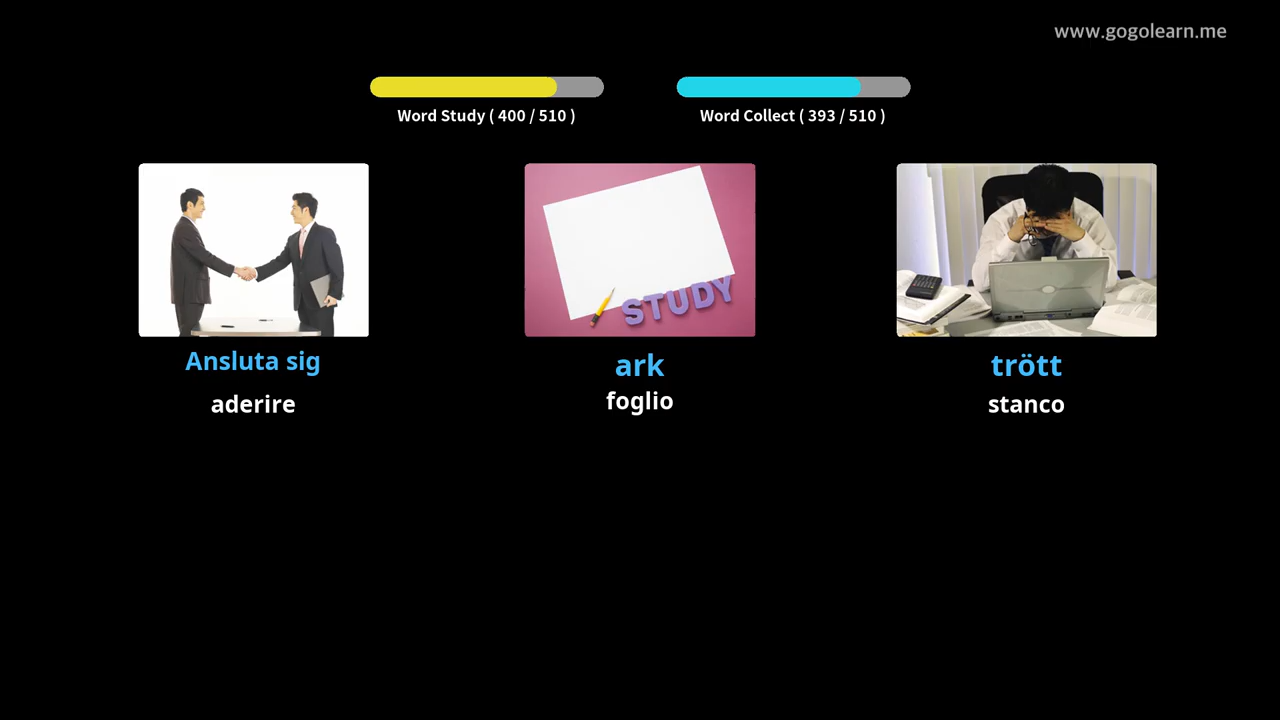 www.gogolearn.me
Word Study ( 400 / 510 )
Word Collect ( 393 / 510 )
STUDY
Ansluta sig
ark
trött
aderire
foglio
stanco